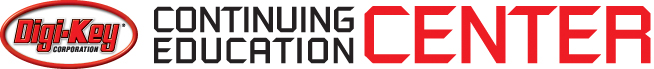 Digi-Key®
CORPORATION
CONTINUING
EDUCATION
CENTER